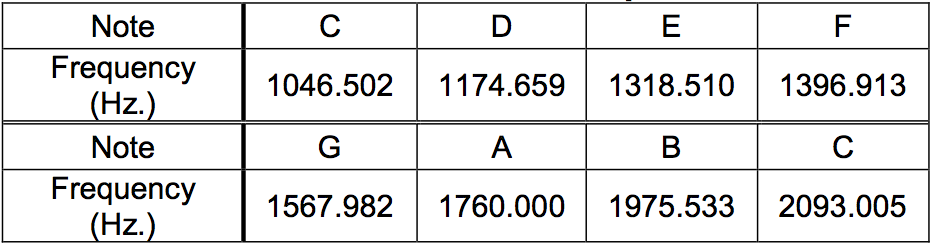 Note C D E F
Frequency
(Hz.) 1046.502 1174.659 1318.510 1396.913
Note G A B C
Frequency
(Hz.) 1567.982 1760.000 1975.533 2093.005